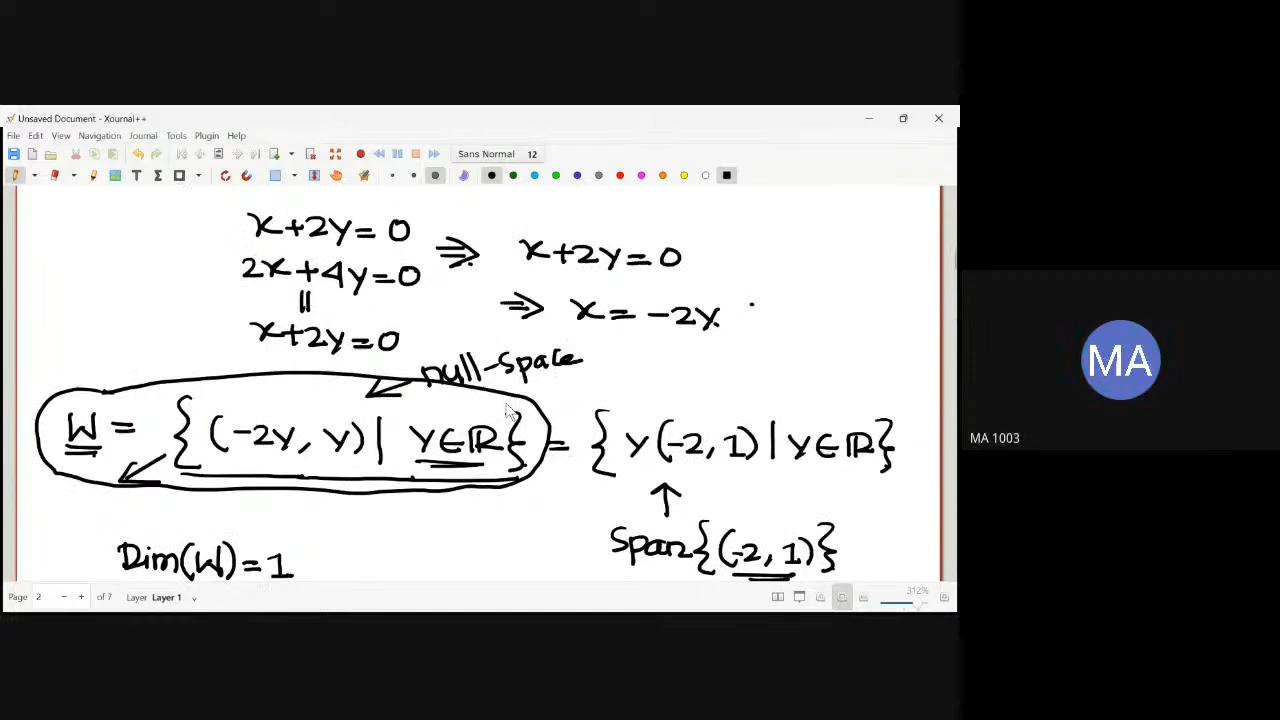 Unsaved Document - Xournal++
File Edit View Navigation Journal Tools Plugin Help
Sans Normal 12
x+2y=0 ⇒ x+2y=0
2x+4y=0
||
x+2y=0
⇒ x=-2y.
null-space
W = {(-2y, y) | y∈ℝ} = {y(-2, 1) | y∈ℝ}
↑
Span{(-2, 1)}
Dim(W)=1
MA
MA 1003
Page 2 - + of 7 Layer Layer 1
312%